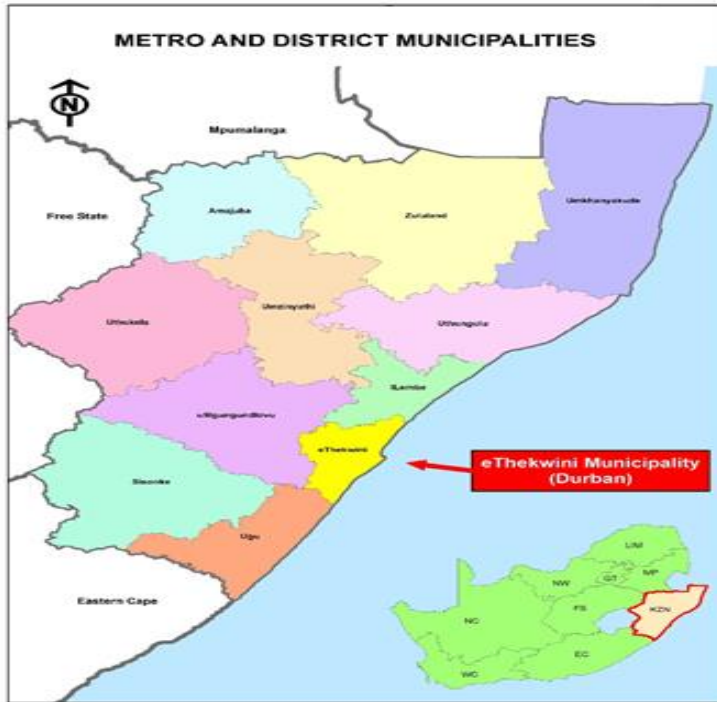 METRO AND DISTRICT MUNICIPALITIES
N
Mpumalanga
Umkhanyakude
Amajuba
Zululand
Free State
Umzinyathi
Uthukela
Uthungulu
iLembe
uMgungundlovu
eThekwini
eThekwini Municipality
(Durban)
Sisonke
Ugu
Eastern Cape
LIM
NW
GT
MP
FS
KZN
NC
EC
WC